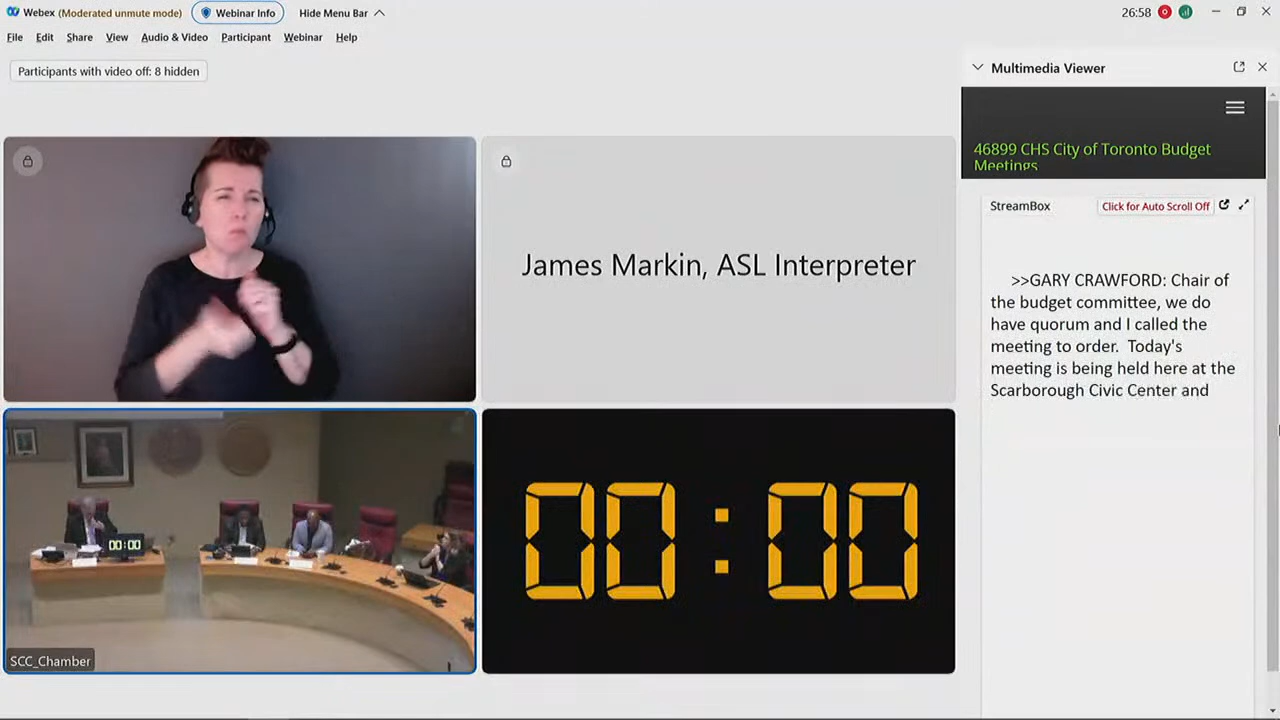 Webex (Moderated unmute mode) Webinar Info Hide Menu Bar 26:58
File Edit Share View Audio & Video Participant Webinar Help
Participants with video off: 8 hidden
Multimedia Viewer
46899 CHS City of Toronto Budget
Meetings
StreamBox Click for Auto Scroll Off
James Markin, ASL Interpreter
>>GARY CRAWFORD: Chair of
the budget committee, we do
have quorum and I called the
meeting to order. Today's
meeting is being held here at the
Scarborough Civic Center and
00:00
SCC_Chamber
00:00